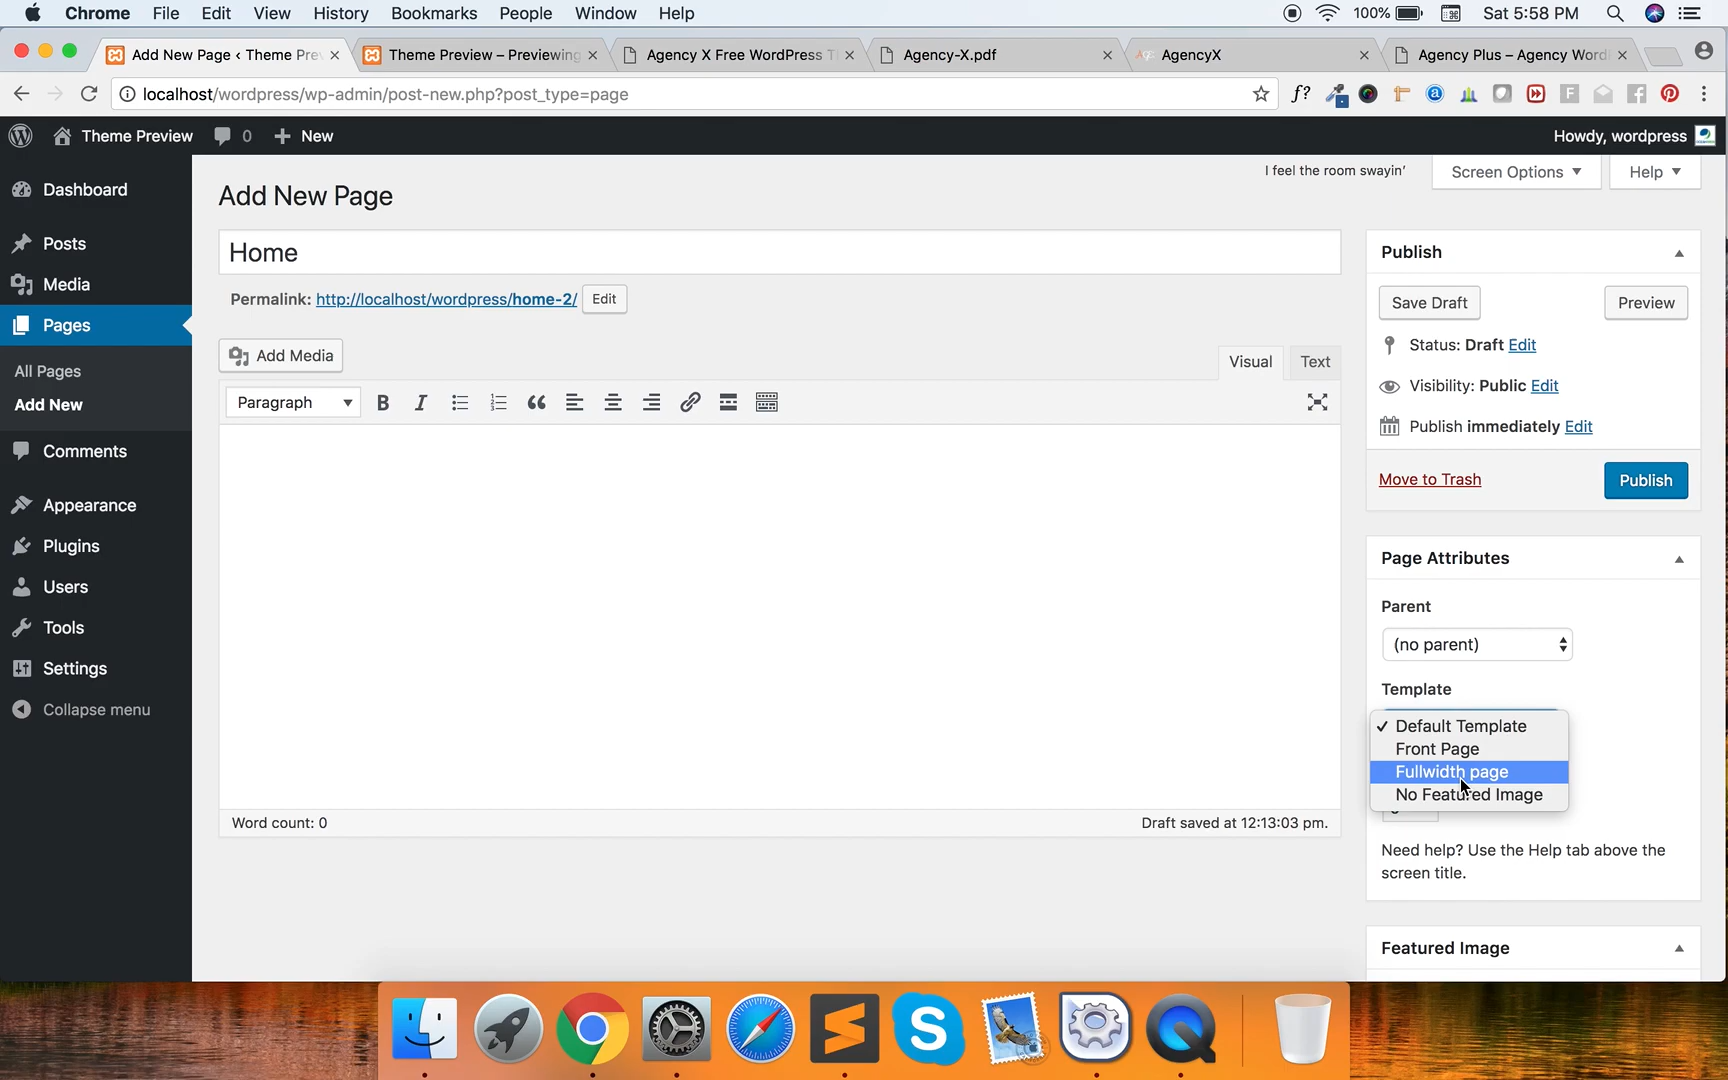 Chrome File Edit View History Bookmarks People Window Help 100% Sat 5:58 PM
Add New Page ‹ Theme Pre Theme Preview – Previewing Agency X Free WordPress T Agency-X.pdf AgencyX Agency Plus – Agency Word
localhost/wordpress/wp-admin/post-new.php?post_type=page f?
Theme Preview 0 New Howdy, wordpress
I feel the room swayin' Screen Options Help
Dashboard
Posts
Media
Pages
All Pages
Add New
Comments
Appearance
Plugins
Users
Tools
Settings
Collapse menu
Add New Page
Home
Permalink: http://localhost/wordpress/home-2/ Edit
Add Media Visual Text
Paragraph B I
Word count: 0 Draft saved at 12:13:03 pm.
Publish
Save Draft Preview
Status: Draft Edit
Visibility: Public Edit
Publish immediately Edit
Move to Trash Publish
Page Attributes
Parent
(no parent)
Template
✓ Default Template
Front Page
Fullwidth page
No Featured Image
Need help? Use the Help tab above the
screen title.
Featured Image